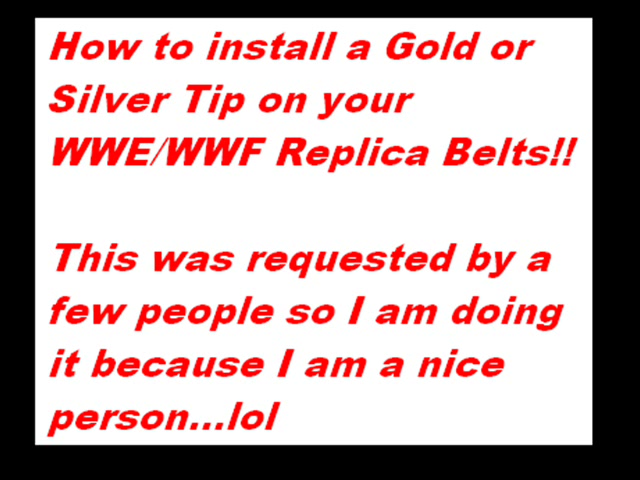 How to install a Gold or
Silver Tip on your
WWE/WWF Replica Belts!!
This was requested by a
few people so I am doing
it because I am a nice
person...lol